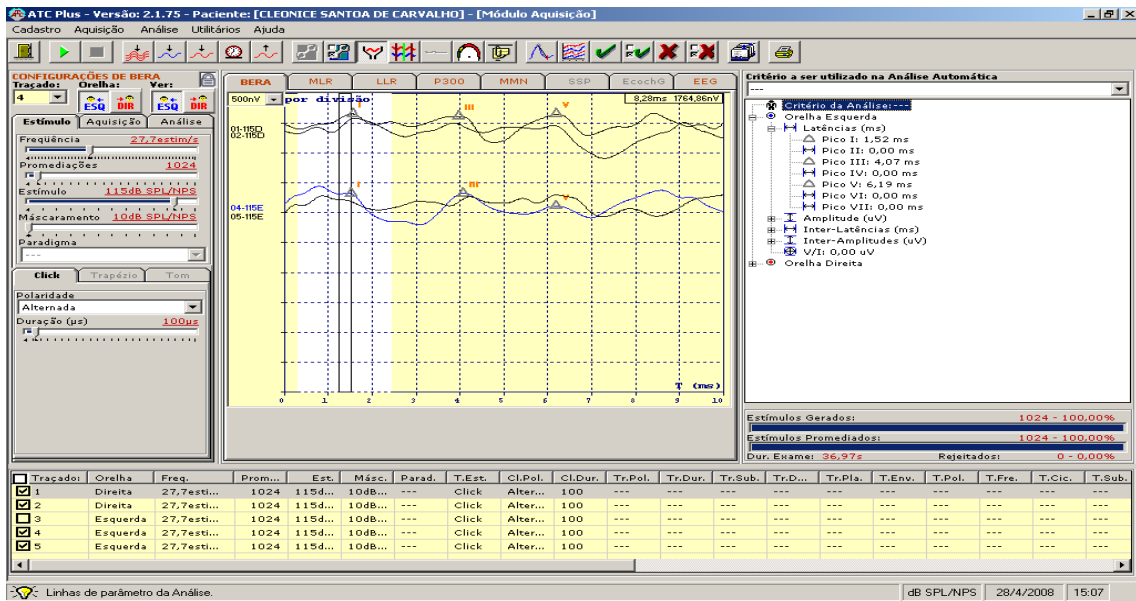 ATC Plus - Versão: 2.1.75 - Paciente: [CLEONICE SANTOA DE CARVALHO] - [Módulo Aquisição]
Cadastro Aquisição Análise Utilitários Ajuda
CONFIGURAÇÕES DE BERA
Traçado: Orelha: Ver:
4 ESQ DIR ESQ DIR
Estímulo Aquisição Análise
Freqüência 27,7estim/s
Promediações 1024
Estímulo 115dB SPL/NPS
Máscaramento 10dB SPL/NPS
Paradigma
---
Click Trapézio Tom
Polaridade
Alternada
Duração (µs) 100µs
BERA MLR LLR P300 MMN SSP EcochG EEG
500nV por divisão 8,28ms 1764,86nV
I III V
01-115D
02-115D
I III V
04-115E
05-115E
T (ms)
0 1 2 3 4 5 6 7 8 9 10
Critério a ser utilizado na Análise Automática
---
Critério da Análise:---
Orelha Esquerda
Latências (ms)
Pico I: 1,52 ms
Pico II: 0,00 ms
Pico III: 4,07 ms
Pico IV: 0,00 ms
Pico V: 6,19 ms
Pico VI: 0,00 ms
Pico VII: 0,00 ms
Amplitude (uV)
Inter-Latências (ms)
Inter-Amplitudes (uV)
V/I: 0,00 uV
Orelha Direita
Estímulos Gerados: 1024 - 100,00%
Estímulos Promediados: 1024 - 100,00%
Dur. Exame: 36,97s Rejeitados: 0 - 0,00%
Traçado: Orelha Freq. Prom... Est. Másc. Parad. T.Est. Cl.Pol. Cl.Dur. Tr.Pol. Tr.Dur. Tr.Sub. Tr.D... Tr.Pla. T.Env. T.Pol. T.Fre. T.Cic. T.Sub.
1 Direita 27,7esti... 1024 115d... 10dB... --- Click Alter... 100 --- --- --- --- --- --- --- --- --- ---
2 Direita 27,7esti... 1024 115d... 10dB... --- Click Alter... 100 --- --- --- --- --- --- --- --- --- ---
3 Esquerda 27,7esti... 1024 115d... 10dB... --- Click Alter... 100 --- --- --- --- --- --- --- --- --- ---
4 Esquerda 27,7esti... 1024 115d... 10dB... --- Click Alter... 100 --- --- --- --- --- --- --- --- --- ---
5 Esquerda 27,7esti... 1024 115d... 10dB... --- Click Alter... 100 --- --- --- --- --- --- --- --- --- ---
Linhas de parâmetro da Análise. dB SPL/NPS 28/4/2008 15:07